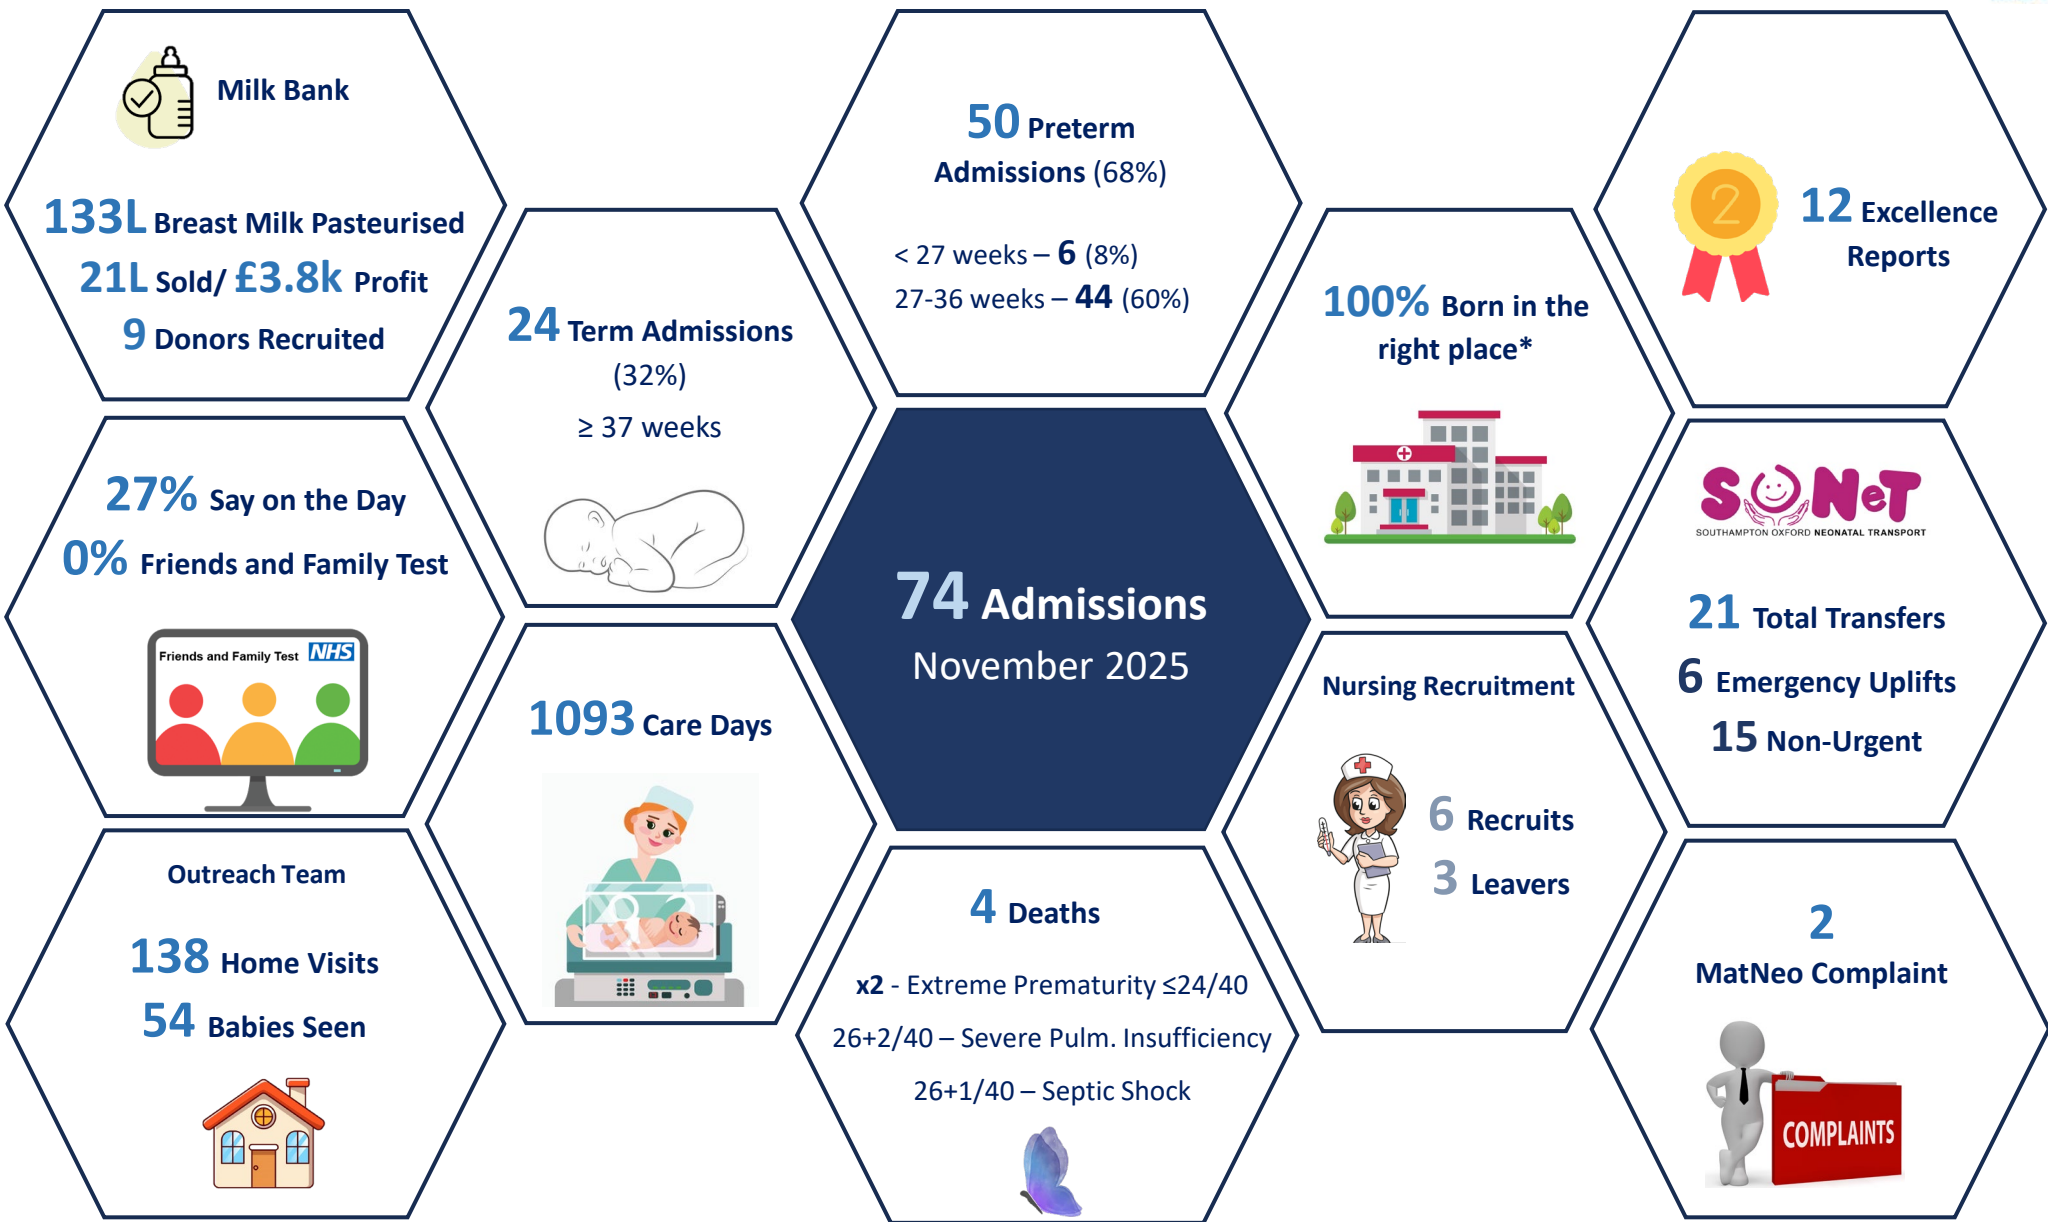 Milk Bank
133L Breast Milk Pasteurised
21L Sold/ £3.8k Profit
9 Donors Recruited
50 Preterm
Admissions (68%)
< 27 weeks – 6 (8%)
27-36 weeks – 44 (60%)
2
12 Excellence
Reports
24 Term Admissions
(32%)
≥ 37 weeks
100% Born in the
right place*
27% Say on the Day
0% Friends and Family Test
Friends and Family Test NHS
74 Admissions
November 2025
SONeT
SOUTHAMPTON OXFORD NEONATAL TRANSPORT
21 Total Transfers
6 Emergency Uplifts
15 Non-Urgent
1093 Care Days
Nursing Recruitment
6 Recruits
3 Leavers
Outreach Team
138 Home Visits
54 Babies Seen
4 Deaths
x2 - Extreme Prematurity ≤24/40
26+2/40 – Severe Pulm. Insufficiency
26+1/40 – Septic Shock
2
MatNeo Complaint
COMPLAINTS